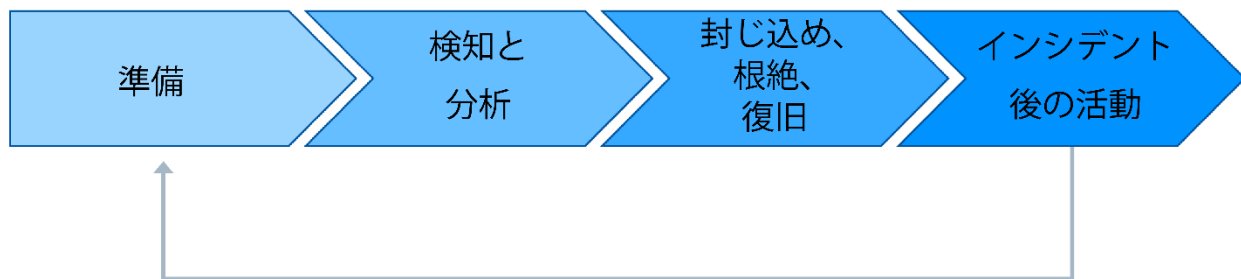 準備
検知と
分析
封じ込め、
根絶、
復旧
インシデント
後の活動